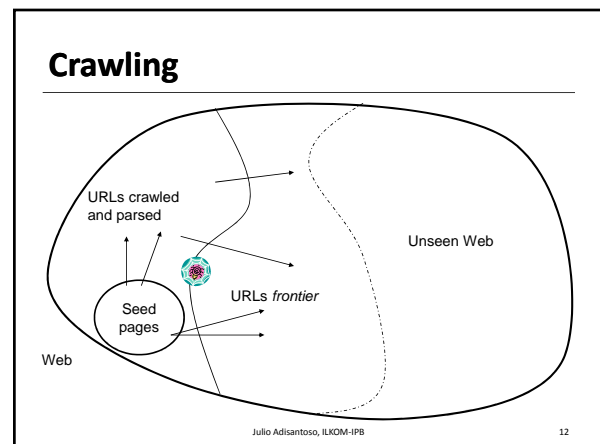 Crawling
URLs crawled
and parsed
Unseen Web
URLs frontier
Seed
pages
Web
Julio Adisantoso, ILKOM-IPB
12